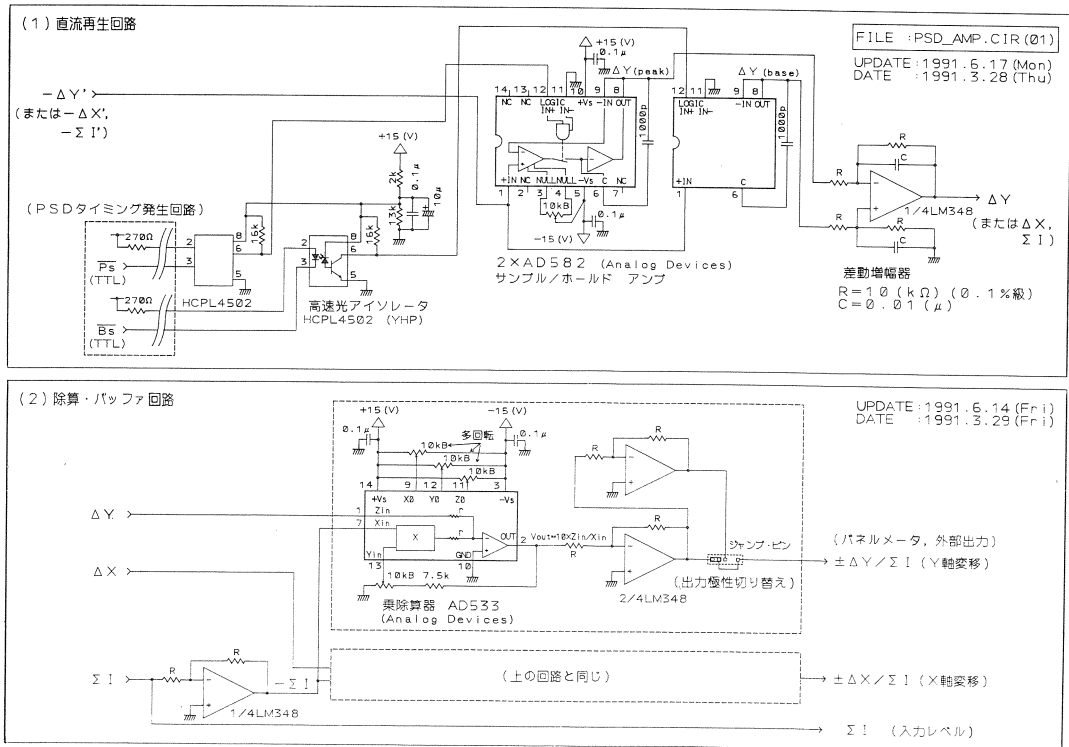 (1) 直流再生回路
FILE :PSD_AMP.CIR(01)
UPDATE:1991.6.17(Mon)
DATE :1991.3.28(Thu)
-ΔY'
(または-ΔX',
-ΣI')
+15(V)
0.1μ
ΔY(peak)
ΔY(base)
14 13 12 11 10 9 8
NC NC LOGIC IN+ IN- +Vs -IN OUT
+IN NC NULL NULL -Vs C NC
1 2 3 4 5 6 7
10kB
0.1μ
-15(V)
1000p
12 11 9 8
LOGIC IN+ IN- -IN OUT
+IN C
1 6
1000p
2×AD582 (Analog Devices)
サンプル/ホールド アンプ
+15(V)
2k
0.1μ
10μ
+
13k
16k
16k
(PSDタイミング発生回路)
270Ω
Ps
(TTL)
270Ω
Bs
(TTL)
2
3
8
6
5
HCPL4502
2
3
8
6
5
高速光アイソレータ
HCPL4502 (YHP)
R
C
R
-
+
R
R
C
1/4LM348
ΔY
(またはΔX,
ΣI)
差動増幅器
R=10(kΩ)(0.1%級)
C=0.01(μ)
(2) 除算・バッファ回路
UPDATE:1991.6.14(Fri)
DATE :1991.3.29(Fri)
+15(V)
-15(V)
0.1μ
0.1μ
多回転
10kB
10kB
10kB
14 9 12 11 3
+Vs X0 Y0 Z0 -Vs
ΔY
1
Zin
7
Xin
r
r
X
Yin
13
GND
10
OUT
2
Vout=10×Zin/Xin
10kB 7.5k
乗除算器 AD533
(Analog Devices)
R
R
-
+
R
R
-
+
2/4LM348
ジャンプ・ピン
(出力極性切り替え)
(パネルメータ,外部出力)
±ΔY/ΣI (Y軸変移)
ΔX
(上の回路と同じ)
±ΔX/ΣI (X軸変移)
ΣI
R
R
-
+
1/4LM348
-ΣI
ΣI (入力レベル)